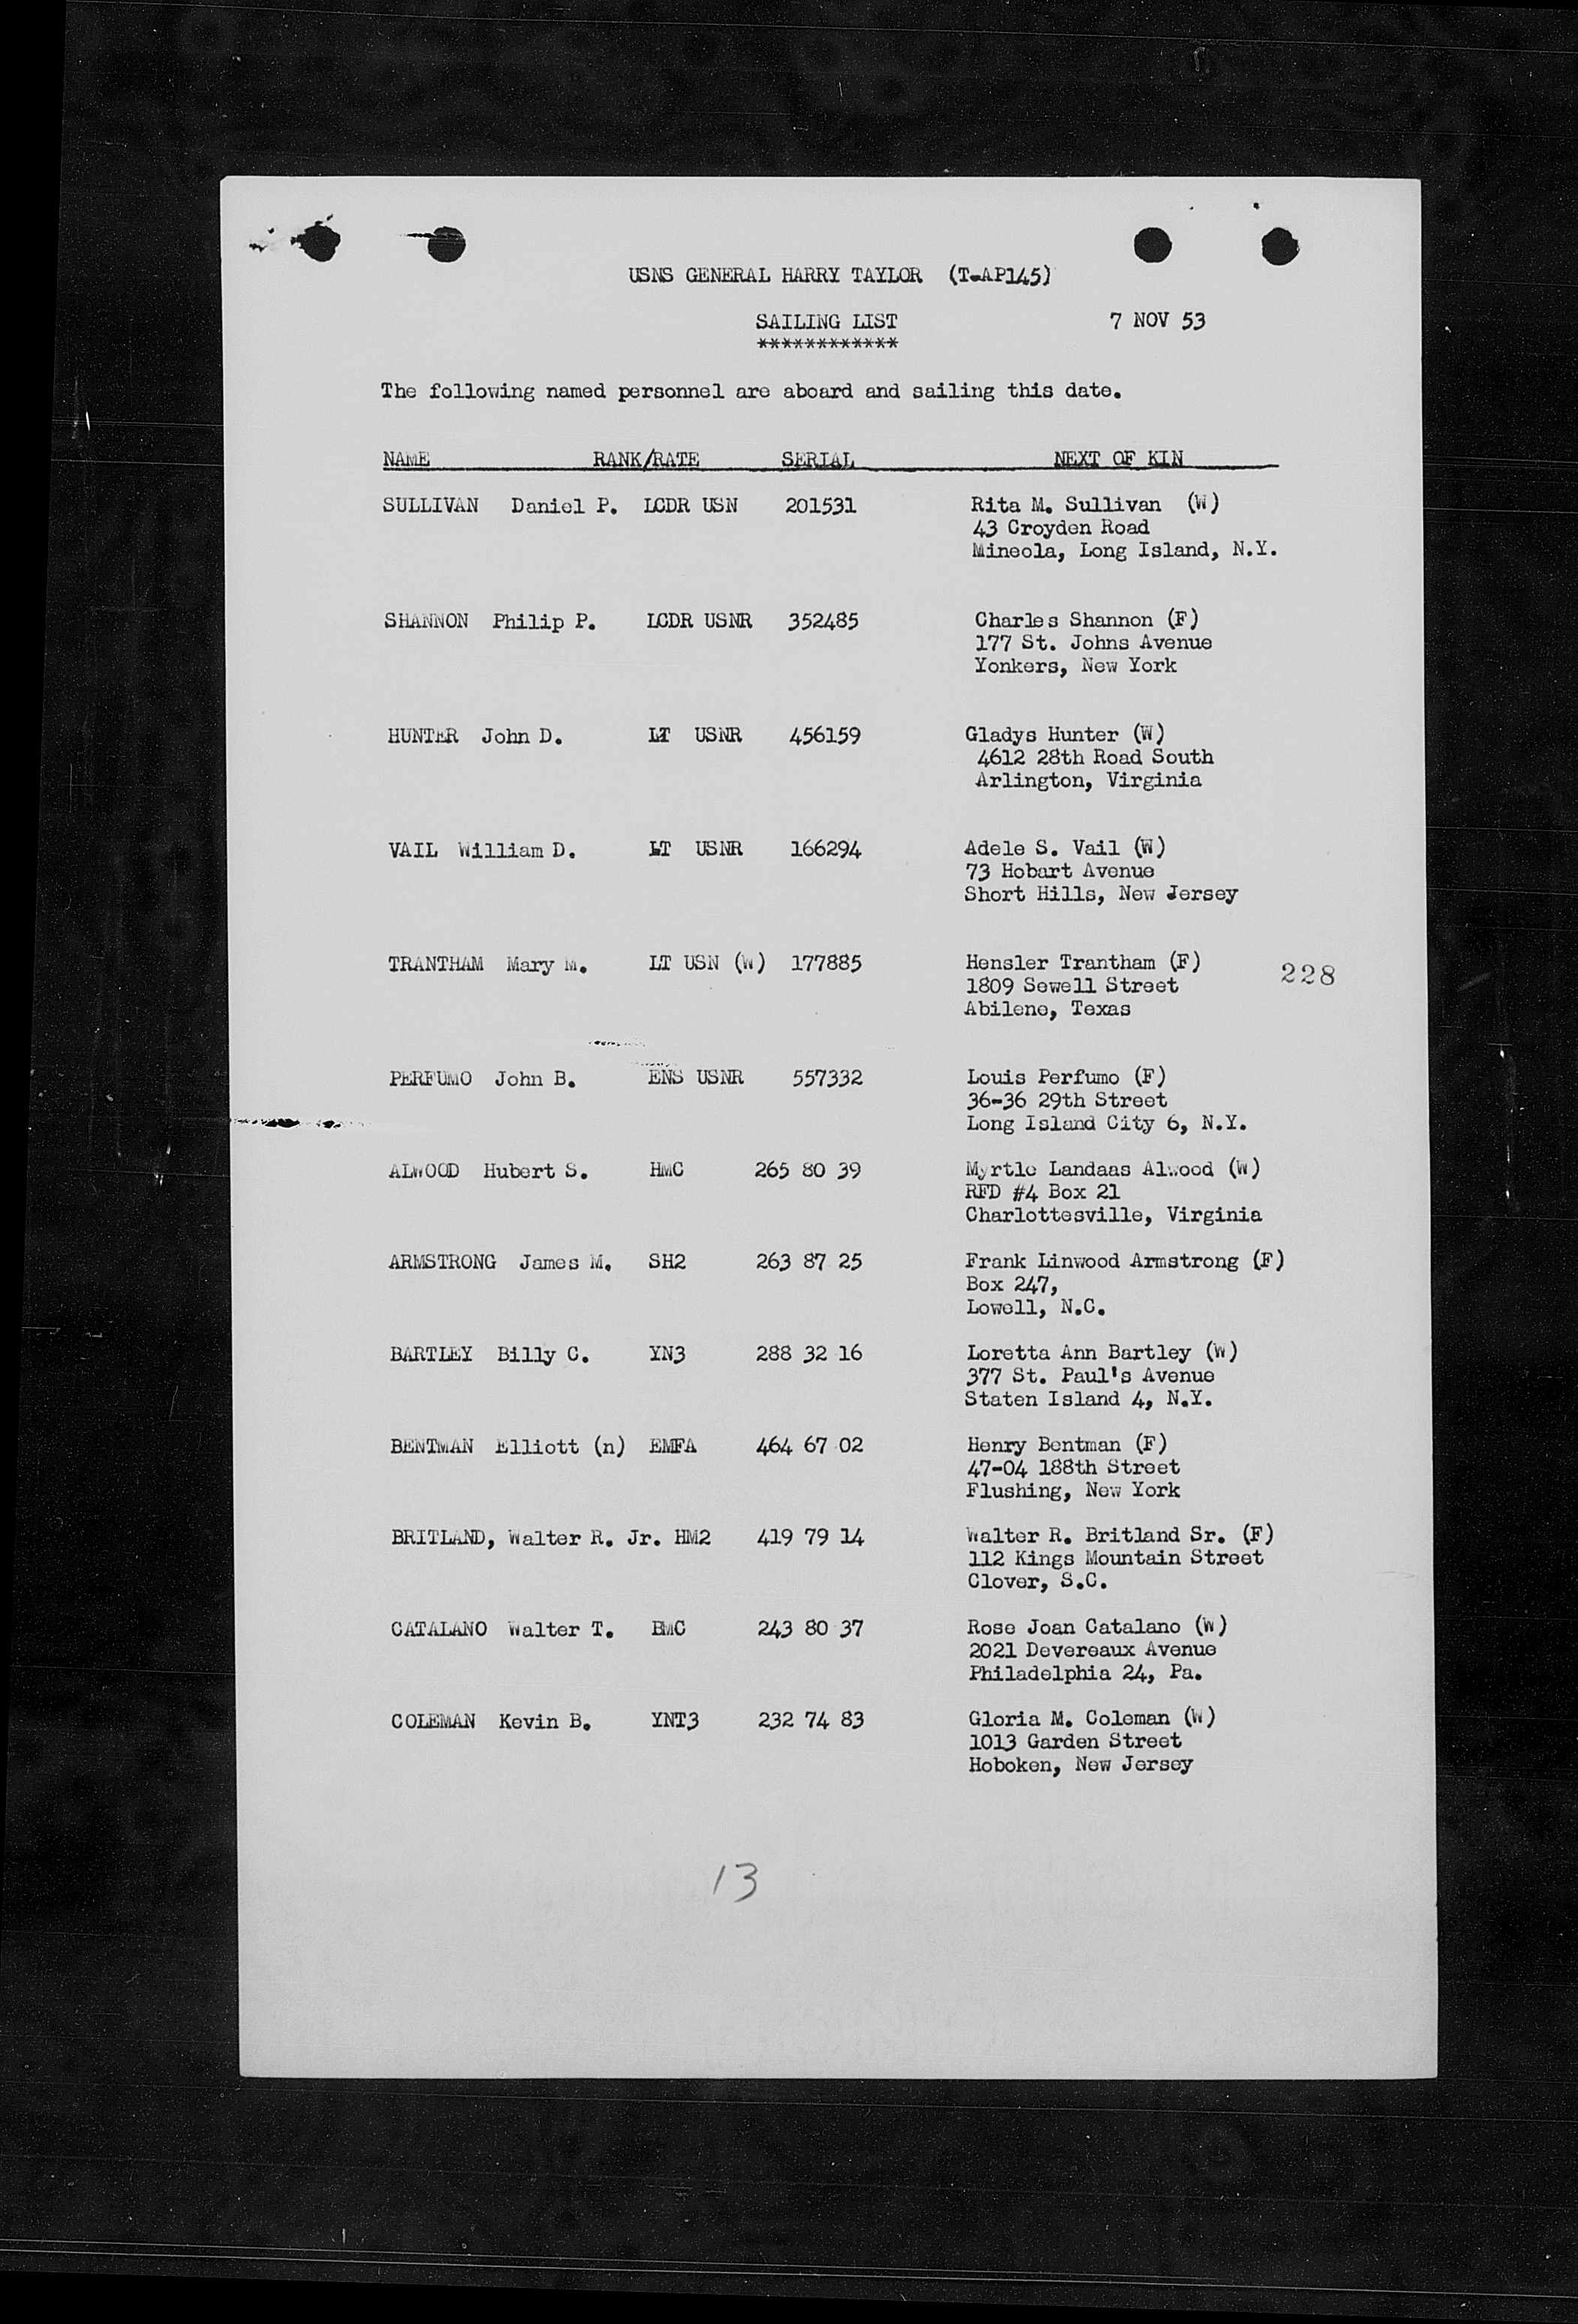 USNS GENERAL HARRY TAYLOR (T-AP145)
SAILING LIST 7 NOV 53
************
The following named personnel are aboard and sailing this date.
NAME RANK/RATE SERIAL NEXT OF KIN
SULLIVAN Daniel P. LCDR USN 201531 Rita M. Sullivan (W)
43 Croyden Road
Mineola, Long Island, N.Y.
SHANNON Philip P. LCDR USNR 352485 Charles Shannon (F)
177 St. Johns Avenue
Yonkers, New York
HUNTER John D. LT USNR 456159 Gladys Hunter (W)
4612 28th Road South
Arlington, Virginia
VAIL William D. LT USNR 166294 Adele S. Vail (W)
73 Hobart Avenue
Short Hills, New Jersey
TRANTHAM Mary M. LT USN (W) 177885 Hensler Trantham (F) 228
1809 Sewell Street
Abilene, Texas
PERFUMO John B. ENS USNR 557332 Louis Perfumo (F)
36-36 29th Street
Long Island City 6, N.Y.
ALWOOD Hubert S. HMC 265 80 39 Myrtle Landaas Alwood (W)
RFD #4 Box 21
Charlottesville, Virginia
ARMSTRONG James M. SH2 263 87 25 Frank Linwood Armstrong (F)
Box 247,
Lowell, N.C.
BARTLEY Billy C. YN3 288 32 16 Loretta Ann Bartley (W)
377 St. Paul's Avenue
Staten Island 4, N.Y.
BENTMAN Elliott (n) EMFA 464 67 02 Henry Bentman (F)
47-04 188th Street
Flushing, New York
BRITLAND, Walter R. Jr. HM2 419 79 14 Walter R. Britland Sr. (F)
112 Kings Mountain Street
Clover, S.C.
CATALANO Walter T. BMC 243 80 37 Rose Joan Catalano (W)
2021 Devereaux Avenue
Philadelphia 24, Pa.
COLEMAN Kevin B. YNT3 232 74 83 Gloria M. Coleman (W)
1013 Garden Street
Hoboken, New Jersey
13